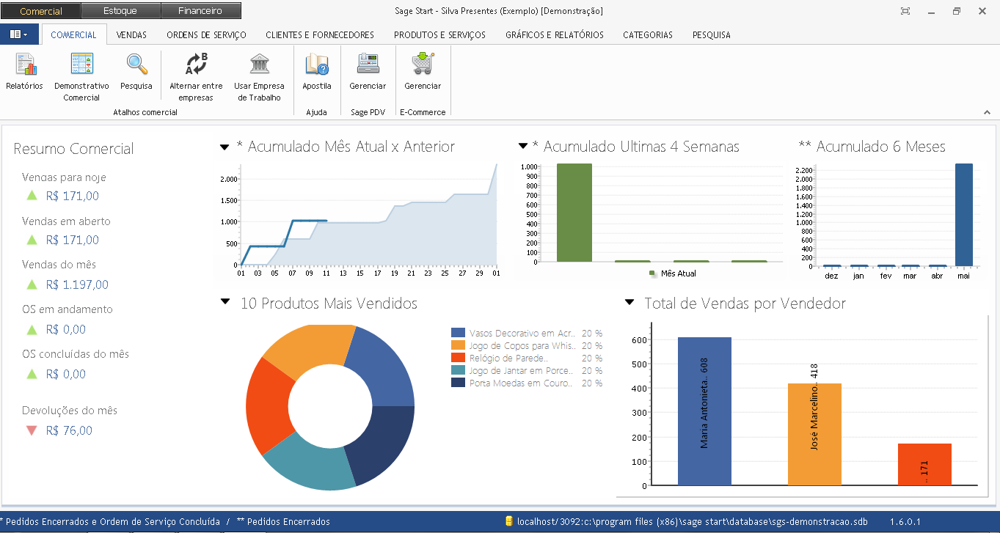 Comercial Estoque Financeiro Sage Start - Silva Presentes (Exemplo) [Demonstração]
COMERCIAL VENDAS ORDENS DE SERVIÇO CLIENTES E FORNECEDORES PRODUTOS E SERVIÇOS GRÁFICOS E RELATÓRIOS CATEGORIAS PESQUISA
Relatórios
Demonstrativo
Comercial
Pesquisa
Alternar entre
empresas
Usar Empresa
de Trabalho
Apostila
Gerenciar
Gerenciar
Atalhos comercial Ajuda Sage PDV E-Commerce
Resumo Comercial
Vendas para hoje
R$ 171,00
Vendas em aberto
R$ 171,00
Vendas do mês
R$ 1.197,00
OS em andamento
R$ 0,00
OS concluídas do mês
R$ 0,00
Devoluções do mês
R$ 76,00
* Acumulado Mês Atual x Anterior
2.000
1.500
1.000
500
0
01 03 05 07 09 11 13 15 17 19 21 23 25 27 29 01
* Acumulado Ultimas 4 Semanas
1.000
900
800
700
600
500
400
300
200
100
0
Mês Atual
** Acumulado 6 Meses
2.200
2.000
1.800
1.600
1.400
1.200
1.000
800
600
400
200
0
dez jan fev mar abr mai
10 Produtos Mais Vendidos
Vasos Decorativo em Acr.. 20 %
Jogo de Copos para Whis.. 20 %
Relógio de Parede.. 20 %
Jogo de Jantar em Porce.. 20 %
Porta Moedas em Couro.. 20 %
Total de Vendas por Vendedor
600
500
400
300
200
100
0
Maria Antonieta.. 608
José Marcelino.. 418
.. 171
* Pedidos Encerrados e Ordem de Serviço Concluída / ** Pedidos Encerrados localhost/3092:c:\program files (x86)\sage start\database\sgs-demonstracao.sdb 1.6.0.1